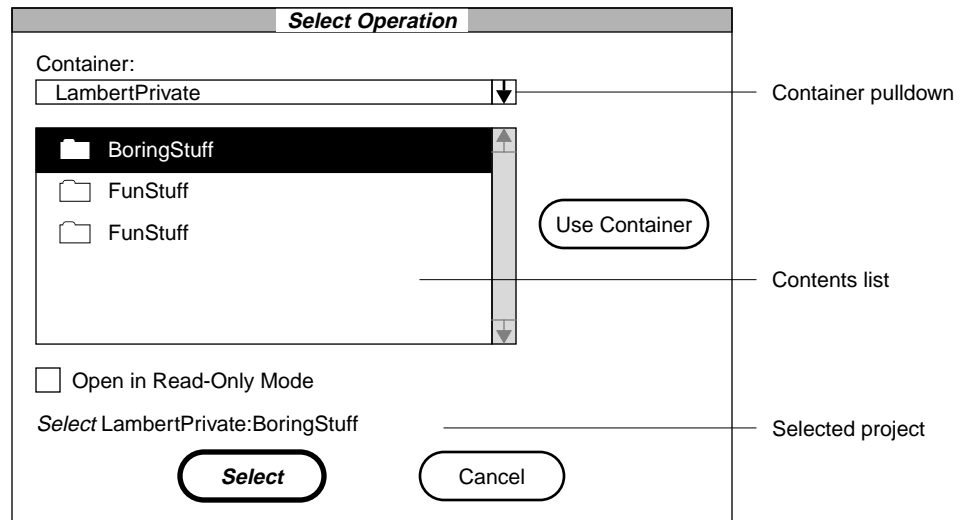 Select Operation
Container:
LambertPrivate
Container pulldown
BoringStuff
FunStuff
FunStuff
Use Container
Contents list
Open in Read-Only Mode
Select LambertPrivate:BoringStuff
Selected project
Select
Cancel